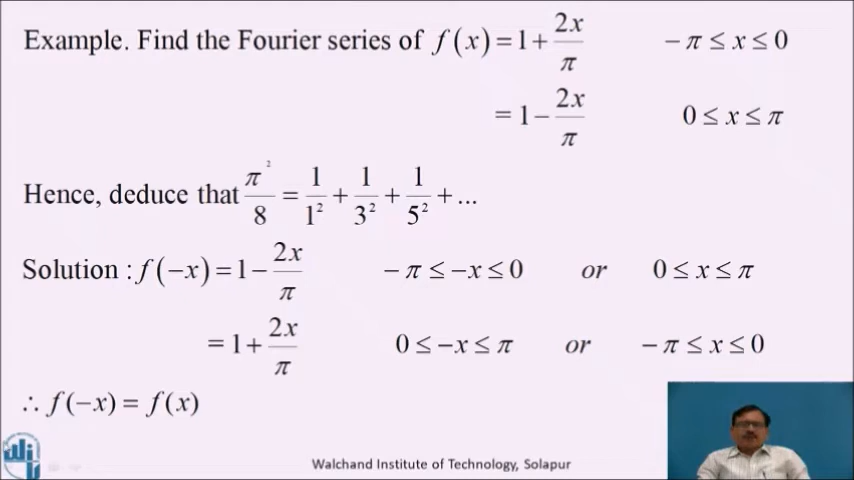 Example. Find the Fourier series of f(x) = 1 + 2x/π   −π ≤ x ≤ 0
= 1 − 2x/π   0 ≤ x ≤ π
Hence, deduce that π²/8 = 1/1² + 1/3² + 1/5² + ...
Solution : f(−x) = 1 − 2x/π   −π ≤ −x ≤ 0   or   0 ≤ x ≤ π
= 1 + 2x/π   0 ≤ −x ≤ π   or   −π ≤ x ≤ 0
∴ f(−x) = f(x)
Walchand Institute of Technology, Solapur